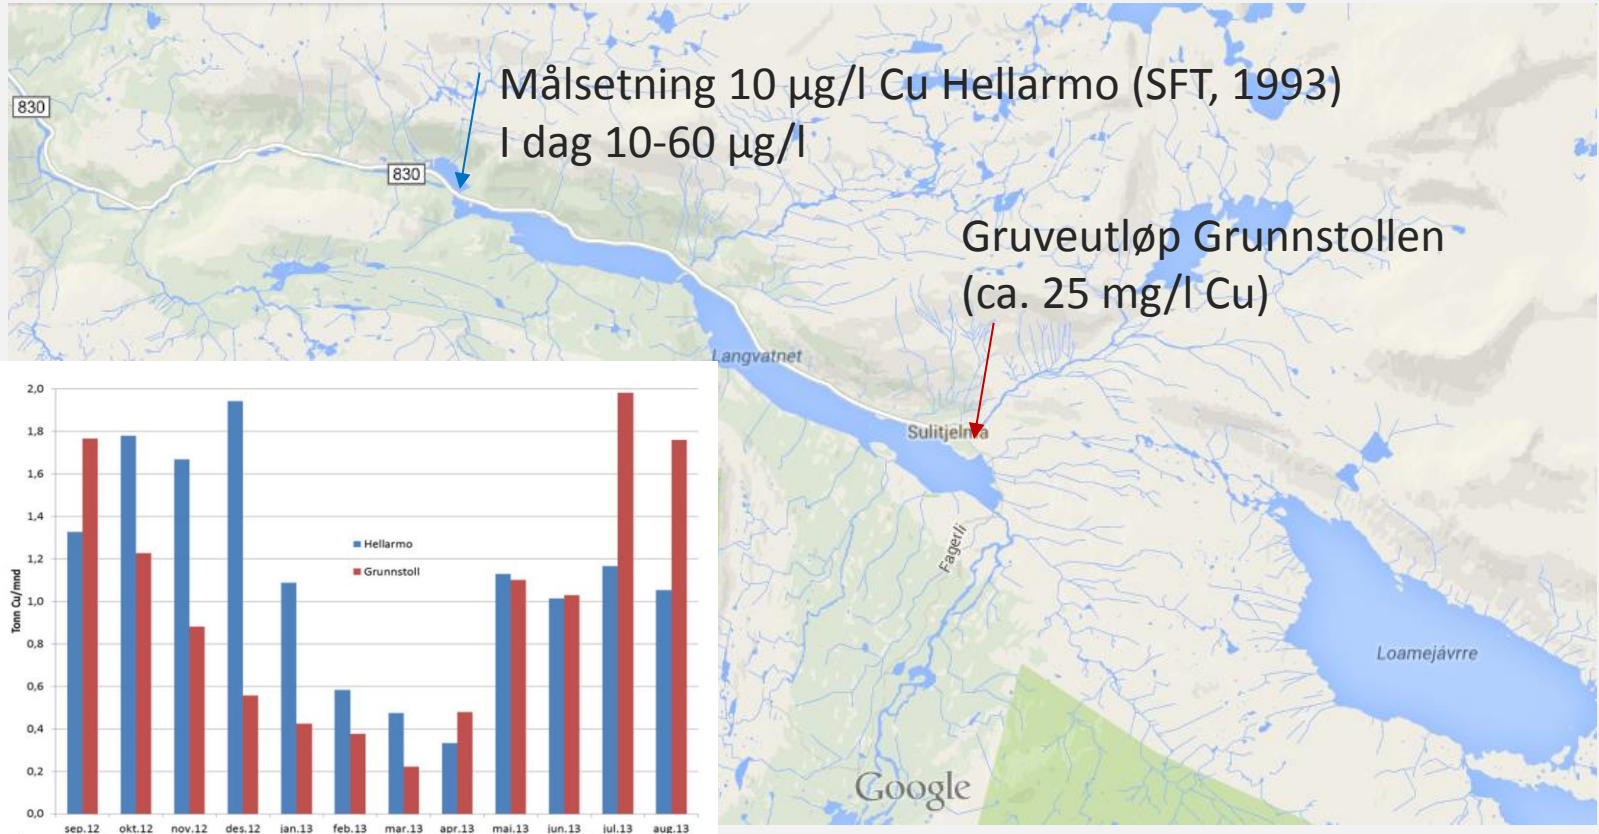 Målsetning 10 µg/l Cu Hellarmo (SFT, 1993)
I dag 10-60 µg/l
830
830
Gruveutløp Grunnstollen
(ca. 25 mg/l Cu)
Langvatnet
Sulitjelma
Fagerli
Loamejávrre
Google
2,0
1,8
1,6
1,4
1,2
1,0
0,8
0,6
0,4
0,2
0,0
Tonn Cu/mnd
Hellarmo
Grunnstoll
sep.12 okt.12 nov.12 des.12 jan.13 feb.13 mar.13 apr.13 mai.13 jun.13 jul.13 aug.13